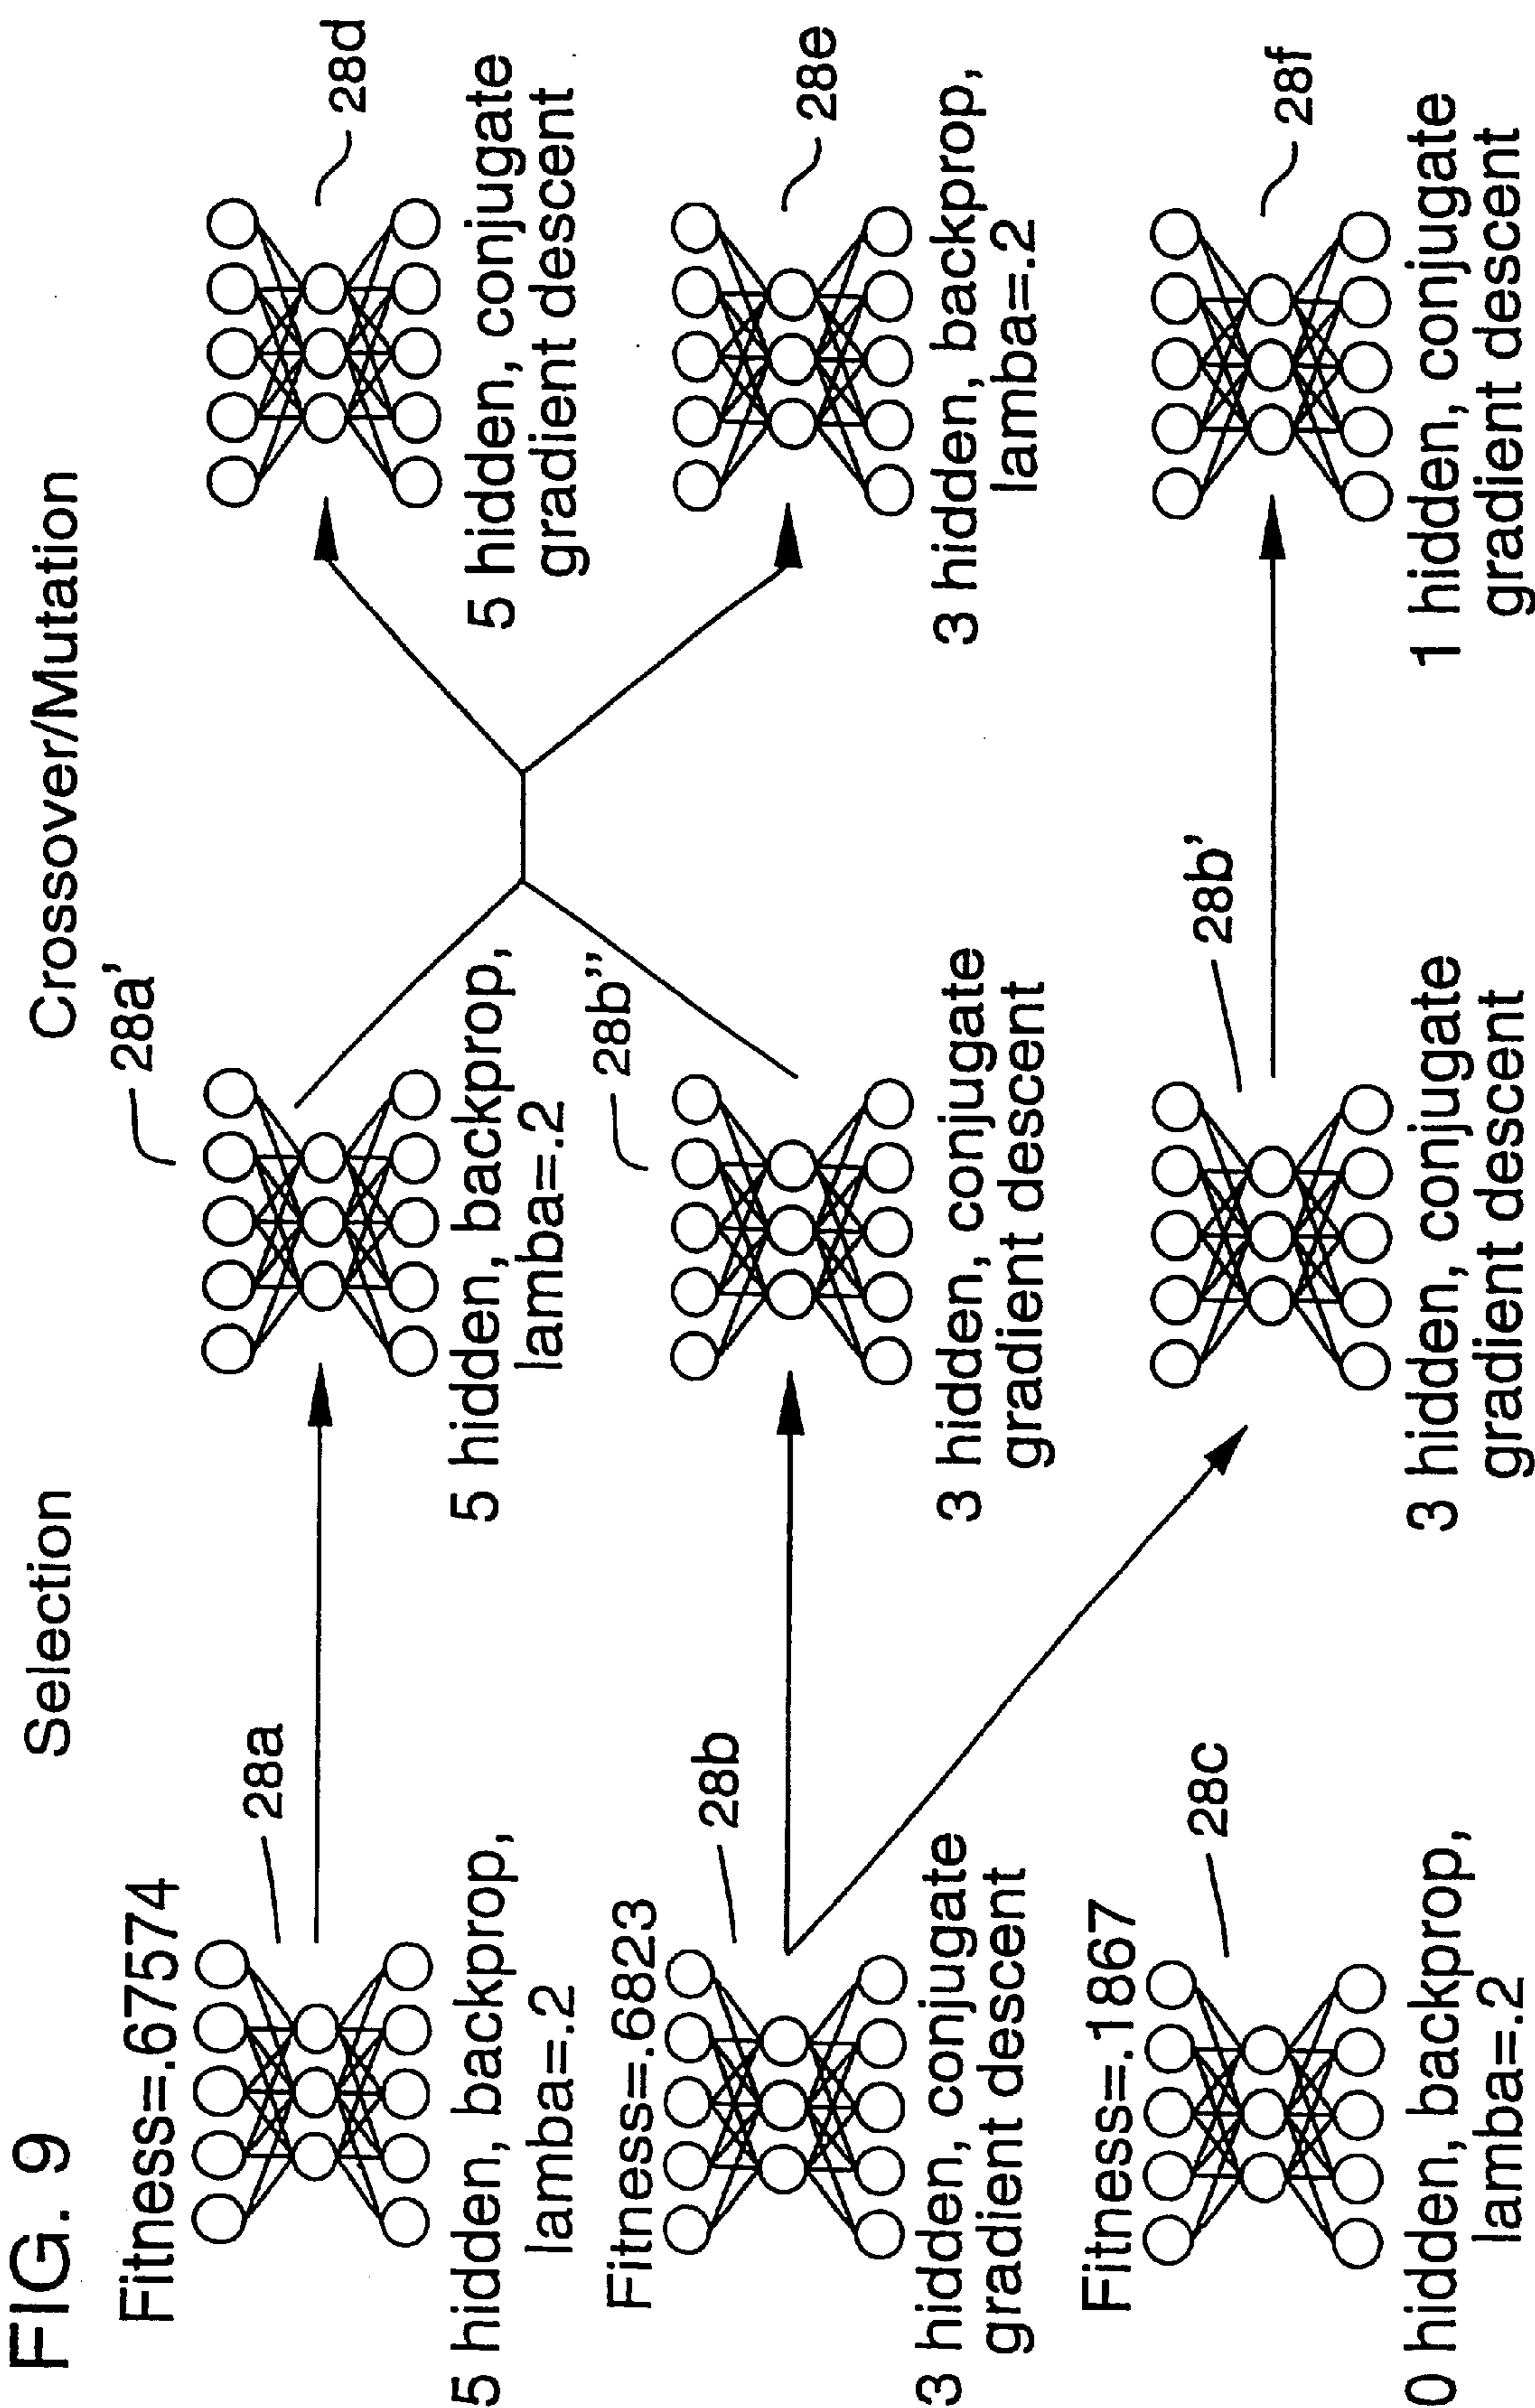 FIG. 9
Selection
Crossover/Mutation
Fitness=.67574
28a
5 hidden, backprop,
lamba=.2
28a'
5 hidden, backprop,
lamba=.2
28d
5 hidden, conjugate
gradient descent
Fitness=.6823
28b
3 hidden, conjugate
gradient descent
28b"
3 hidden, conjugate
gradient descent
28e
3 hidden, backprop,
lamba=.2
Fitness=.1867
28c
0 hidden, backprop,
lamba=.2
28b'
3 hidden, conjugate
gradient descent
28f
1 hidden, conjugate
gradient descent